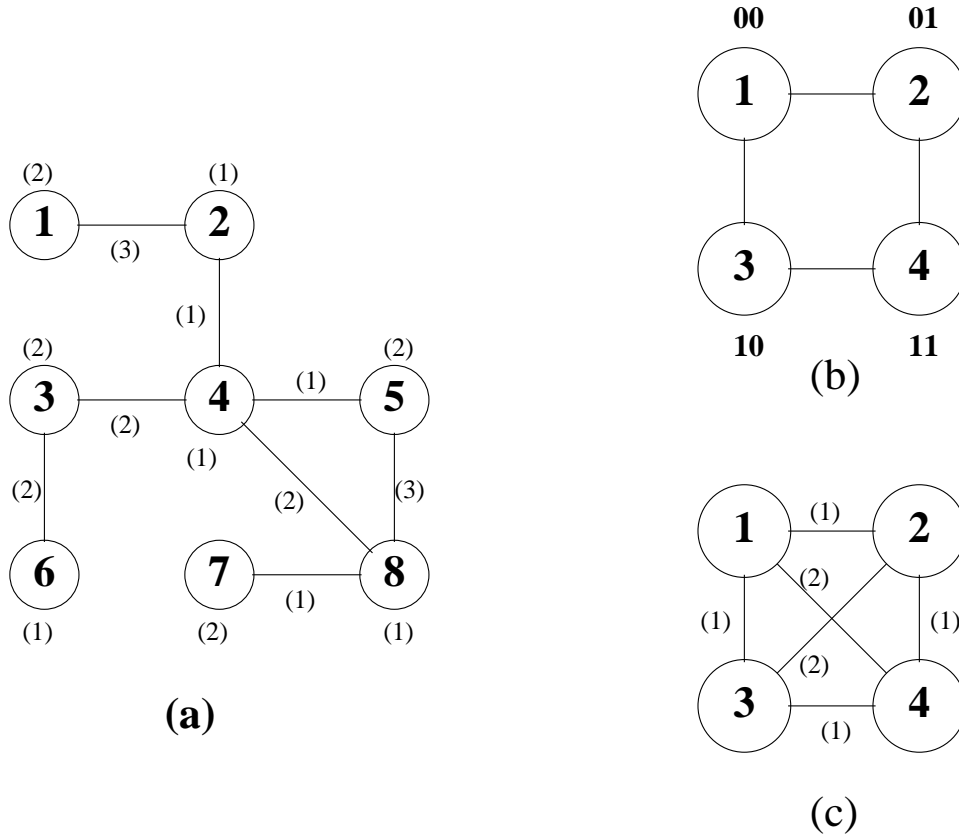 00 01
1 2
3 4
10 11
(b)
(2) (1)
1 2
(3)
(1)
(2) (2)
3 4 5
(1)
(2)
(1)
(2) (2) (3)
6 7 8
(1)
(1) (2) (1)
(a)
1 2
(1)
(2)
(1) (1)
(2)
3 4
(1)
(c)